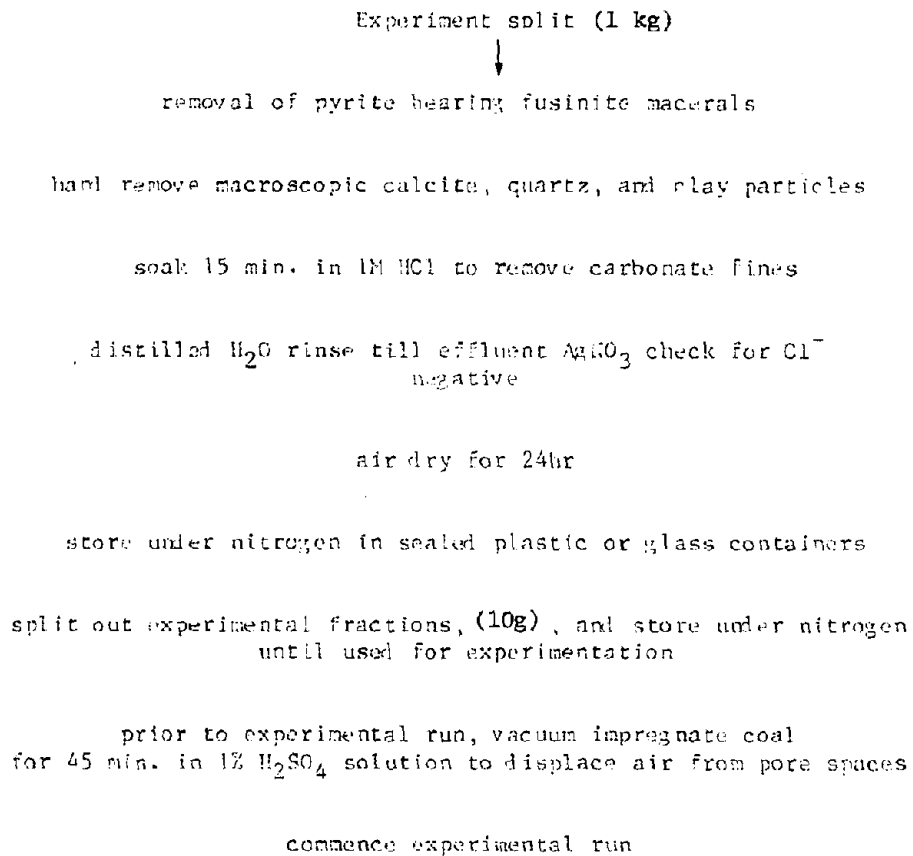 Experiment split (1 kg)
removal of pyrite bearing fusinite macerals
hand remove macroscopic calcite, quartz, and clay particles
soak 15 min. in 1M HCl to remove carbonate fines
distilled H₂O rinse till effluent AgNO₃ check for Cl⁻
negative
air dry for 24hr
store under nitrogen in sealed plastic or glass containers
split out experimental fractions, (10g), and store under nitrogen
until used for experimentation
prior to experimental run, vacuum impregnate coal
for 45 min. in 1% H₂SO₄ solution to displace air from pore spaces
commence experimental run